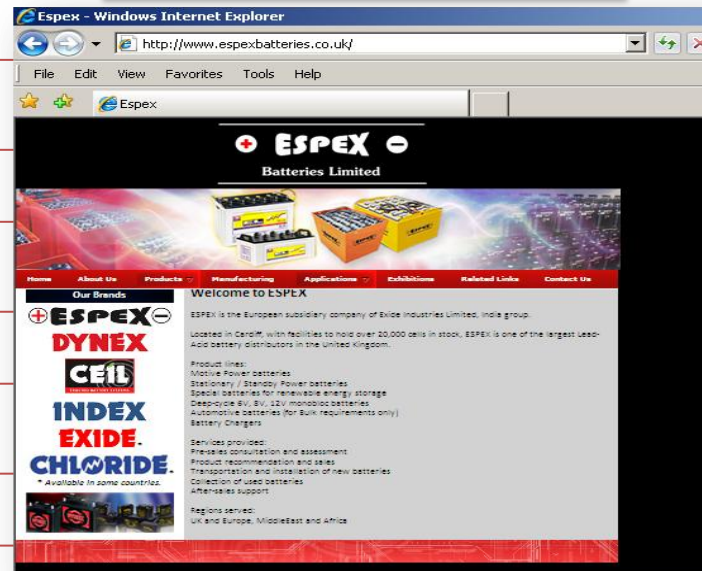 Espex - Windows Internet Explorer
http://www.espexbatteries.co.uk/
File Edit View Favorites Tools Help
Espex
ESPEX
Batteries Limited
Home About Us Products Manufacturing Applications Exhibitions Related Links Contact Us
Our Brands
ESPEX
DYNEX
CEIL
INDEX
EXIDE.
CHLORIDE.
* Available in some countries.
Welcome to ESPEX
ESPEX is the European subsidiary company of Exide Industries Limited, India group.
Located in Cardiff, with facilities to hold over 20,000 cells in stock, ESPEX is one of the largest Lead-
Acid battery distributors in the United Kingdom.
Product lines:
Motive Power batteries
Stationary / Standby Power batteries
Special batteries for renewable energy storage
Deep-cycle 6V, 8V, 12V monobloc batteries
Automotive batteries (for Bulk requirements only)
Battery Chargers
Services provided:
Pre-sales consultation and assessment
Product recommendation and sales
Transportation and installation of new batteries
Collection of used batteries
After-sales support
Regions served:
UK and Europe, MiddleEast and Africa